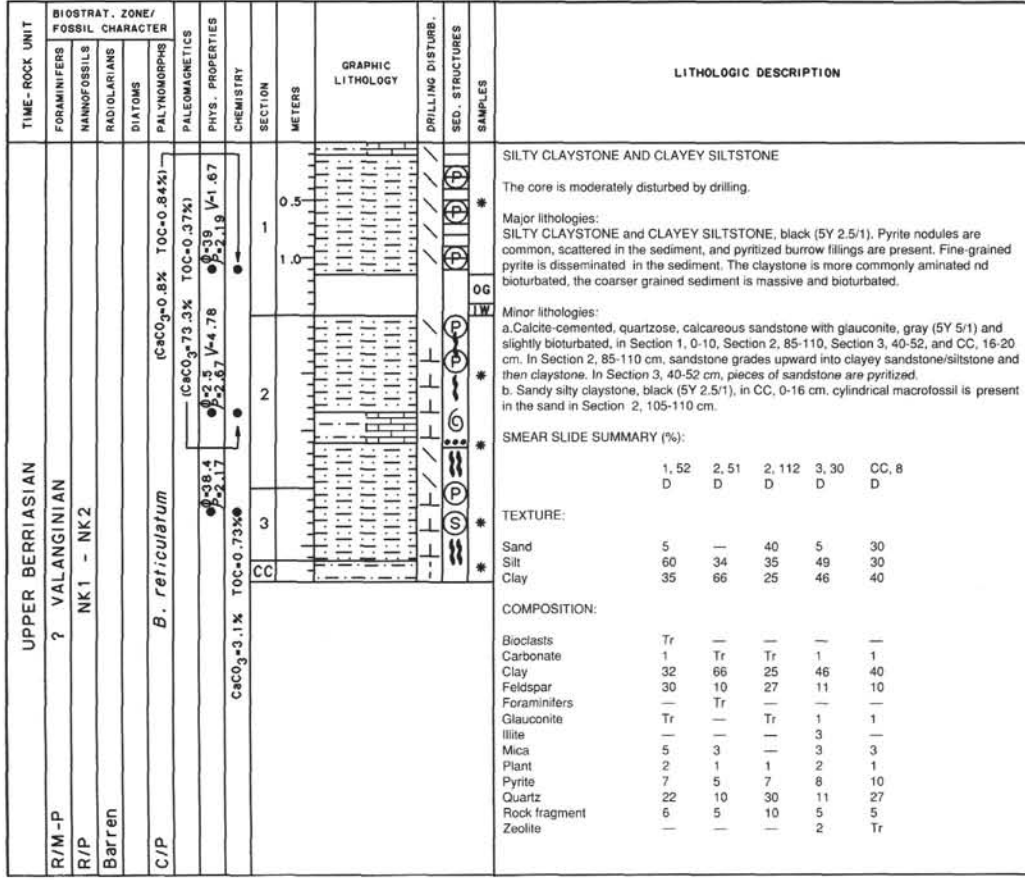 TIME-ROCK UNIT
BIOSTRAT. ZONE/
FOSSIL CHARACTER
FORAMINIFERS
NANNOFOSSILS
RADIOLARIANS
DIATOMS
PALYNOMORPHS
PALEOMAGNETICS
PHYS. PROPERTIES
CHEMISTRY
SECTION
METERS
GRAPHIC
LITHOLOGY
DRILLING DISTURB.
SED. STRUCTURES
SAMPLES
LITHOLOGIC DESCRIPTION
UPPER BERRIASIAN
R/M-P ? VALANGINIAN
R/P NK1 - NK2
Barren
C/P B. reticulatum
(CaCO3=0.8% TOC=0.84%)
(CaCO3=73.3% TOC=0.37%)
Φ=39 V=1.67
P=2.19
Φ=2.5 V=4.78
P=2.67
Φ=38.4
P=2.17
CaCO3=3.1% TOC=0.73%
1
2
3
CC
0.5
1.0
P
P
P
P
P
P
S
*
OG
IW
*
*
*
*
SILTY CLAYSTONE AND CLAYEY SILTSTONE
The core is moderately disturbed by drilling.
Major lithologies:
SILTY CLAYSTONE and CLAYEY SILTSTONE, black (5Y 2.5/1). Pyrite nodules are
common, scattered in the sediment, and pyritized burrow fillings are present. Fine-grained
pyrite is disseminated in the sediment. The claystone is more commonly aminated nd
bioturbated, the coarser grained sediment is massive and bioturbated.
Minor lithologies:
a.Calcite-cemented, quartzose, calcareous sandstone with glauconite, gray (5Y 5/1) and
slightly bioturbated, in Section 1, 0-10, Section 2, 85-110, Section 3, 40-52, and CC, 16-20
cm. In Section 2, 85-110 cm, sandstone grades upward into clayey sandstone/siltstone and
then claystone. In Section 3, 40-52 cm, pieces of sandstone are pyritized.
b. Sandy silty claystone, black (5Y 2.5/1), in CC, 0-16 cm. cylindrical macrofossil is present
in the sand in Section 2, 105-110 cm.
SMEAR SLIDE SUMMARY (%):
1, 52 2, 51 2, 112 3, 30 CC, 8
D D D D D
TEXTURE:
Sand 5 — 40 5 30
Silt 60 34 35 49 30
Clay 35 66 25 46 40
COMPOSITION:
Bioclasts Tr — — — —
Carbonate 1 Tr Tr 1 1
Clay 32 66 25 46 40
Feldspar 30 10 27 11 10
Foraminifers — Tr — — —
Glauconite Tr — Tr 1 1
Illite — — — 3 —
Mica 5 3 — 3 3
Plant 2 1 1 2 1
Pyrite 7 5 7 8 10
Quartz 22 10 30 11 27
Rock fragment 6 5 10 5 5
Zeolite — — — 2 Tr